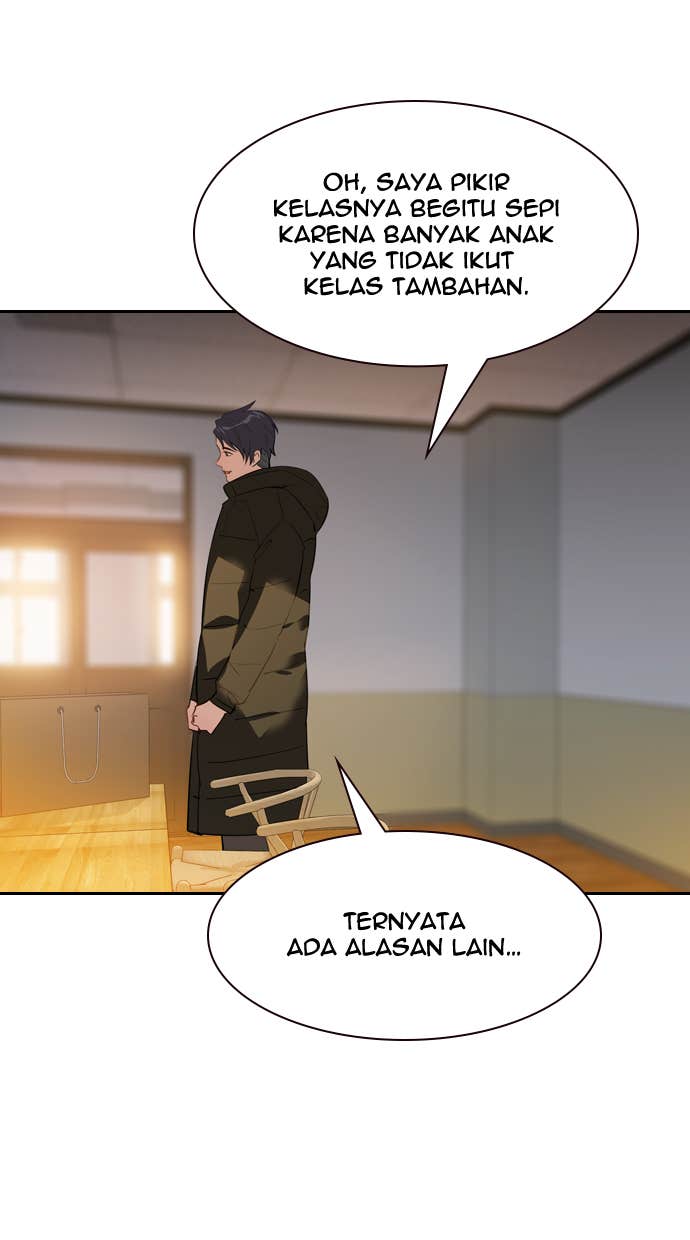 OH, SAYA PIKIR
KELASNYA BEGITU SEPI
KARENA BANYAK ANAK
YANG TIDAK IKUT
KELAS TAMBAHAN.
TERNYATA
ADA ALASAN LAIN...